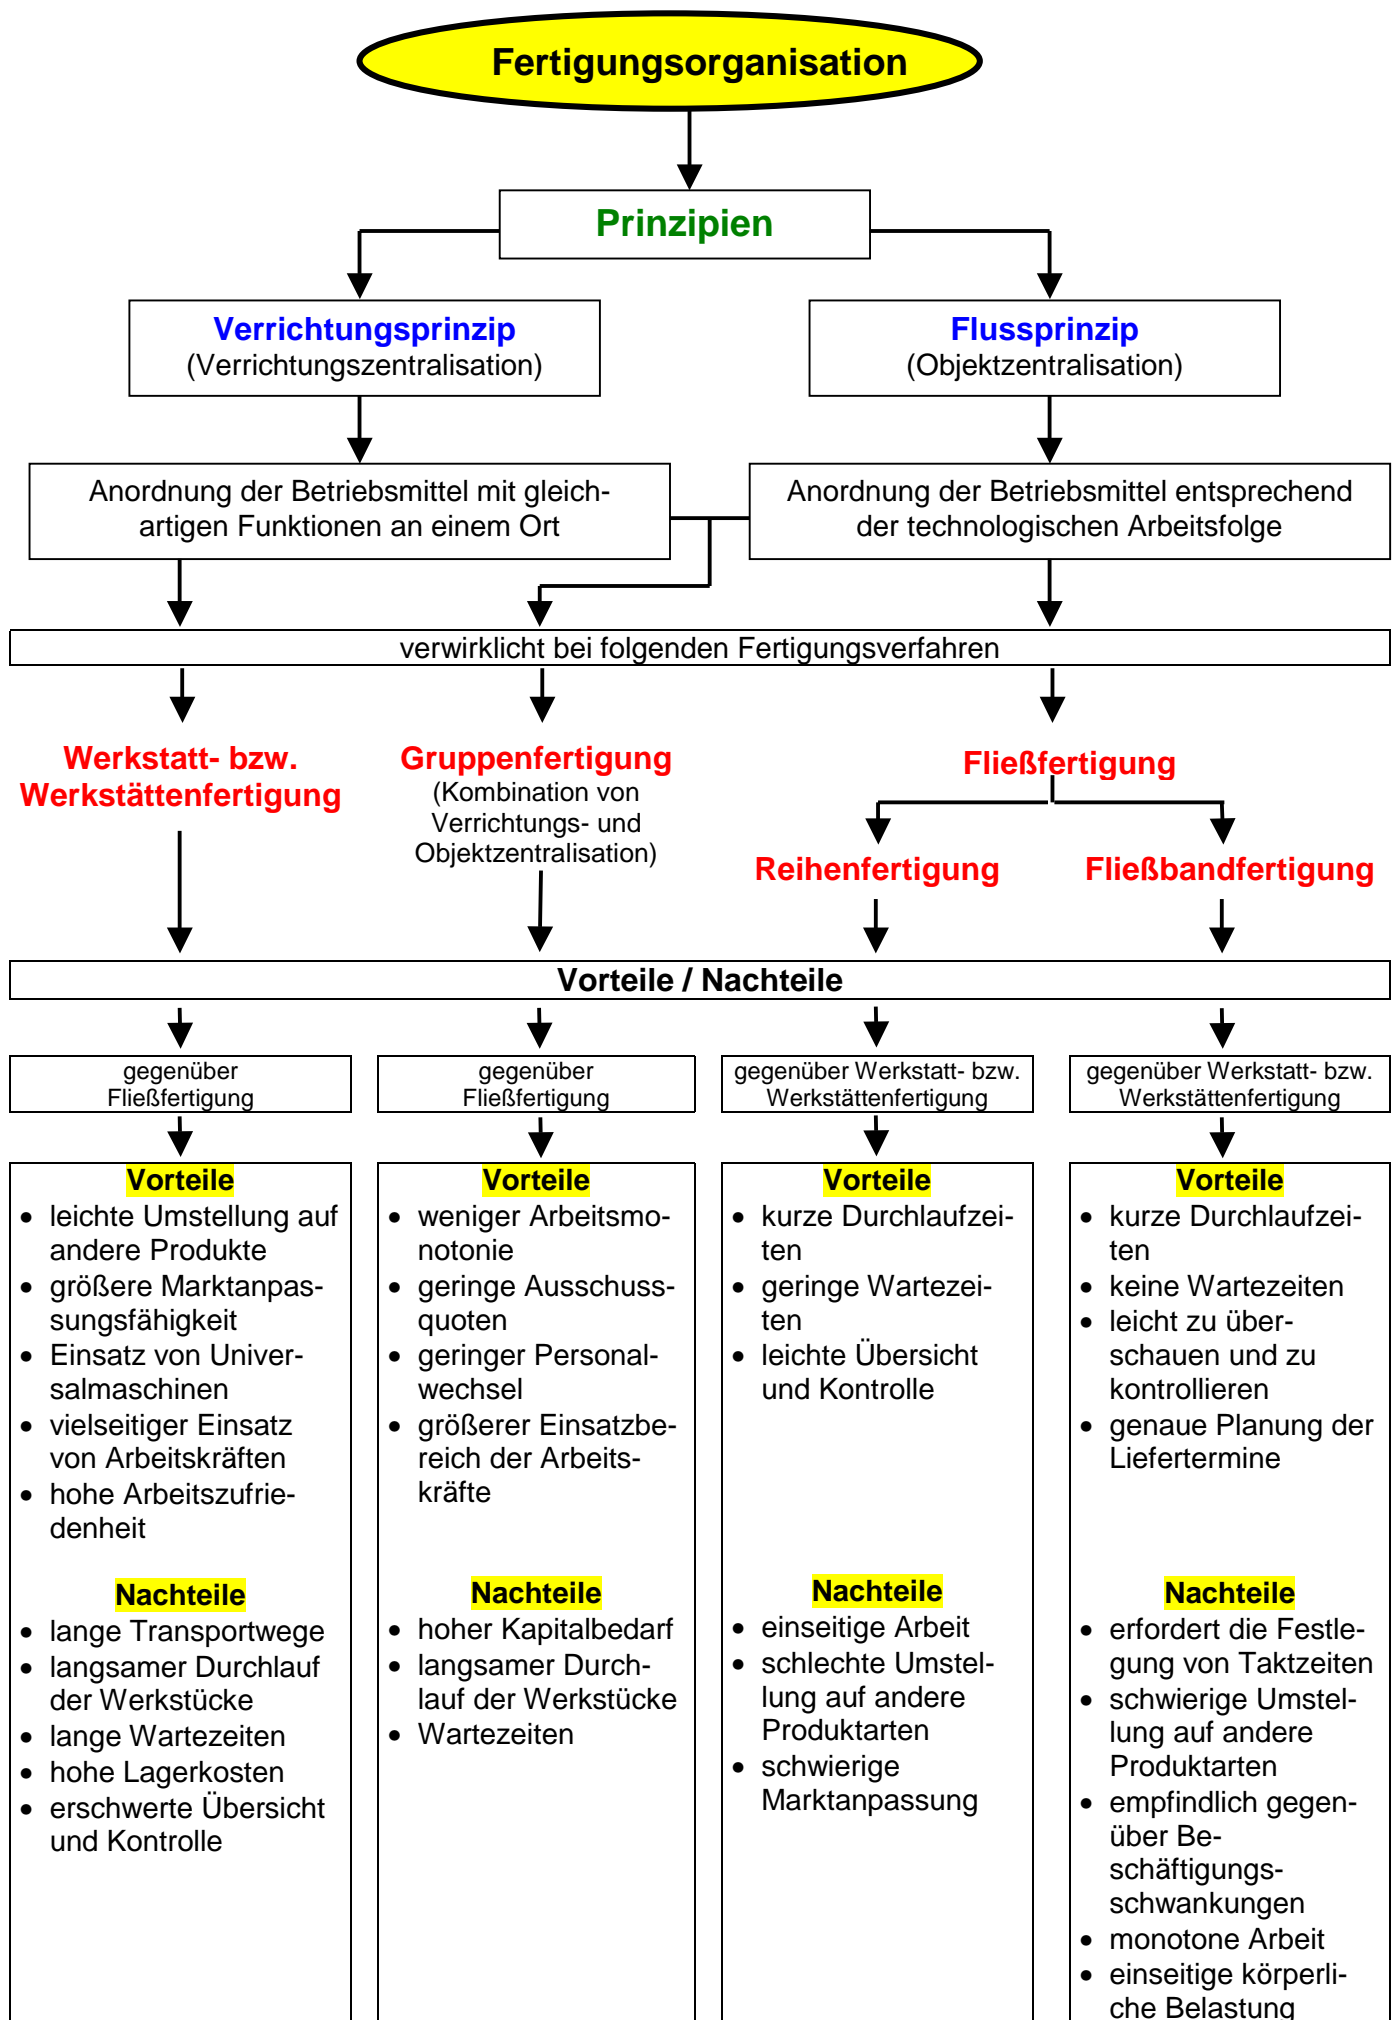 Fertigungsorganisation
Prinzipien
Verrichtungsprinzip
(Verrichtungszentralisation)
Flussprinzip
(Objektzentralisation)
Anordnung der Betriebsmittel mit gleich-
artigen Funktionen an einem Ort
Anordnung der Betriebsmittel entsprechend
der technologischen Arbeitsfolge
verwirklicht bei folgenden Fertigungsverfahren
Werkstatt- bzw.
Werkstättenfertigung
Gruppenfertigung
(Kombination von
Verrichtungs- und
Objektzentralisation)
Fließfertigung
Reihenfertigung
Fließbandfertigung
Vorteile / Nachteile
gegenüber
Fließfertigung
gegenüber
Fließfertigung
gegenüber Werkstatt- bzw.
Werkstättenfertigung
gegenüber Werkstatt- bzw.
Werkstättenfertigung
Vorteile
• leichte Umstellung auf
andere Produkte
• größere Marktanpas-
sungsfähigkeit
• Einsatz von Univer-
salmaschinen
• vielseitiger Einsatz
von Arbeitskräften
• hohe Arbeitszufrie-
denheit
Nachteile
• lange Transportwege
• langsamer Durchlauf
der Werkstücke
• lange Wartezeiten
• hohe Lagerkosten
• erschwerte Übersicht
und Kontrolle
Vorteile
• weniger Arbeitsmo-
notonie
• geringe Ausschuss-
quoten
• geringer Personal-
wechsel
• größerer Einsatzbe-
reich der Arbeits-
kräfte
Nachteile
• hoher Kapitalbedarf
• langsamer Durch-
lauf der Werkstücke
• Wartezeiten
Vorteile
• kurze Durchlaufzei-
ten
• geringe Wartezei-
ten
• leichte Übersicht
und Kontrolle
Nachteile
• einseitige Arbeit
• schlechte Umstel-
lung auf andere
Produktarten
• schwierige
Marktanpassung
Vorteile
• kurze Durchlaufzei-
ten
• keine Wartezeiten
• leicht zu über-
schauen und zu
kontrollieren
• genaue Planung der
Liefertermine
Nachteile
• erfordert die Festle-
gung von Taktzeiten
• schwierige Umstel-
lung auf andere
Produktarten
• empfindlich gegen-
über Be-
schäftigungs-
schwankungen
• monotone Arbeit
• einseitige körperli-
che Belastung